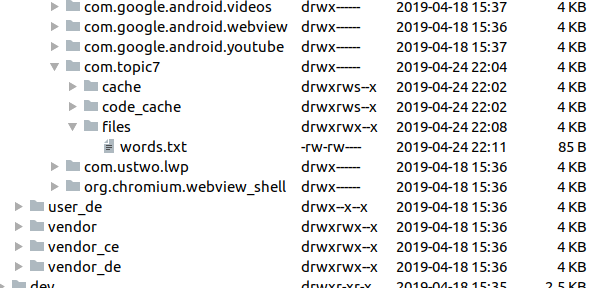 com.google.android.videos drwx------ 2019-04-18 15:37 4 KB
com.google.android.webview drwx------ 2019-04-18 15:36 4 KB
com.google.android.youtube drwx------ 2019-04-18 15:37 4 KB
com.topic7 drwx------ 2019-04-24 22:04 4 KB
cache drwxrws--x 2019-04-24 22:02 4 KB
code_cache drwxrws--x 2019-04-24 22:02 4 KB
files drwxrwx--x 2019-04-24 22:08 4 KB
words.txt -rw-rw---- 2019-04-24 22:11 85 B
com.ustwo.lwp drwx------ 2019-04-18 15:36 4 KB
org.chromium.webview_shell drwx------ 2019-04-18 15:36 4 KB
user_de drwx--x--x 2019-04-18 15:36 4 KB
vendor drwxrwx--x 2019-04-18 15:36 4 KB
vendor_ce drwxrwx--x 2019-04-18 15:36 4 KB
vendor_de drwxrwx--x 2019-04-18 15:36 4 KB
dev drwxr-xr-x 2019-04-18 15:35 2.5 KB